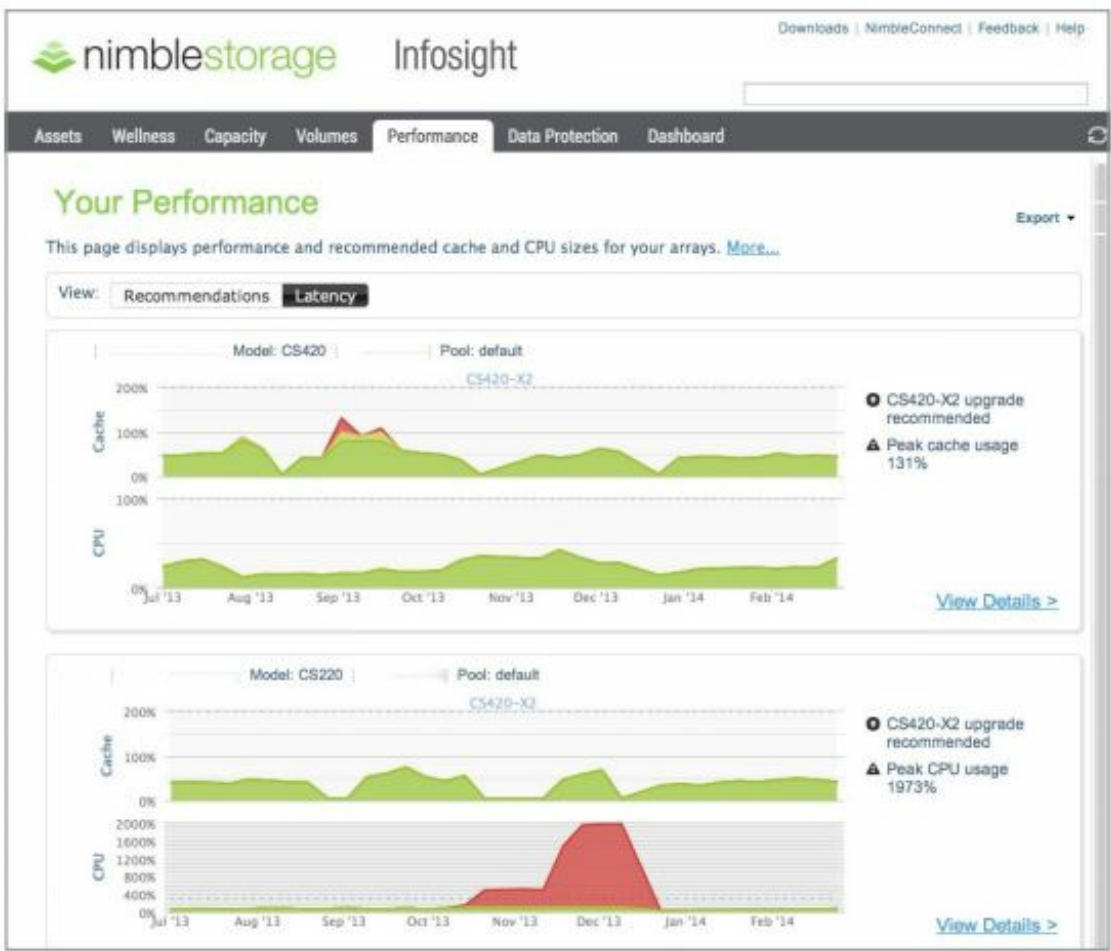 Downloads | NimbleConnect | Feedback | Help
nimblestorage Infosight
Assets Wellness Capacity Volumes Performance Data Protection Dashboard
Your Performance
Export
This page displays performance and recommended cache and CPU sizes for your arrays. More...
View: Recommendations Latency
Model: CS420 Pool: default
CS420-X2
200%
100%
0%
Cache
CS420-X2 upgrade
recommended
Peak cache usage
131%
100%
0%
CPU
Jul '13 Aug '13 Sep '13 Oct '13 Nov '13 Dec '13 Jan '14 Feb '14
View Details >
Model: CS220 Pool: default
CS420-X2
200%
100%
0%
Cache
CS420-X2 upgrade
recommended
Peak CPU usage
1973%
2000%
1600%
1200%
800%
400%
0%
CPU
Jul '13 Aug '13 Sep '13 Oct '13 Nov '13 Dec '13 Jan '14 Feb '14
View Details >